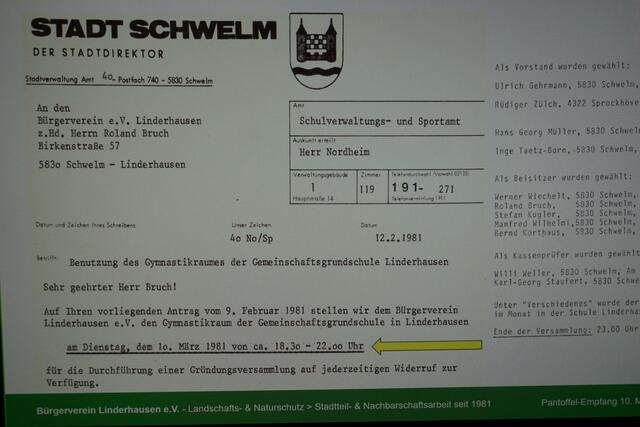 STADT SCHWELM
DER STADTDIREKTOR
Stadtverwaltung Amt 4o- Postfach 740 - 5830 Schwelm
An den
Bürgerverein e.V. Linderhausen
z.Hd. Herrn Roland Bruch
Birkenstraße 57
583o Schwelm - Linderhausen
Amt
Schulverwaltungs- und Sportamt
Auskunft erteilt
Herr Nordheim
Verwaltungsgebäude
1
Hauptstraße 14
Zimmer
119
191- 271
Datum und Zeichen Ihres Schreibens
Unser Zeichen
4o No/Sp
Datum
12.2.1981
Betrifft:
Benutzung des Gymnastikraumes der Gemeinschaftsgrundschule Linderhausen
Sehr geehrter Herr Bruch!
Auf Ihren vorliegenden Antrag vom 9. Februar 1981 stellen wir dem Bürgerverein
Linderhausen e.V. den Gymnastikraum der Gemeinschaftsgrundschule in Linderhausen
am Dienstag, dem 1o. März 1981 von ca. 18.3o - 22.oo Uhr
für die Durchführung einer Gründungsversammlung auf jederzeitigen Widerruf zur
Verfügung.
Als Vorstand wurden gewählt:
Ulrich Gehrmann, 5830 Schwelm,
Rüdiger Zülch, 4322 Sprockhöve
Hans Georg Müller, 5830 Schwelm
Inge Taetz-Born, 5830 Schwelm,
Als Beisitzer wurden gewählt:
Werner Wiechelt, 5830 Schwelm,
Roland Bruch, 5830 Schwelm,
Stefan Kugler, 5830 Schwelm,
Manfred Wilhelmi, 5830 Schwelm,
Bernd Korthaus, 5830 Schwelm,
Als Kassenprüfer wurden gewählt
Willi Weller, 5830 Schwelm, Am
Karl-Georg Staufert, 5830 Schwelm,
Unter "Verschiedenes" wurde der
im Monat in der Schule Linderha
Ende der Versammlung: 23.00 Uhr
Bürgerverein Linderhausen e.V. - Landschafts- & Naturschutz > Stadtteil- & Nachbarschaftsarbeit seit 1981
Pantoffel-Empfang 10. M